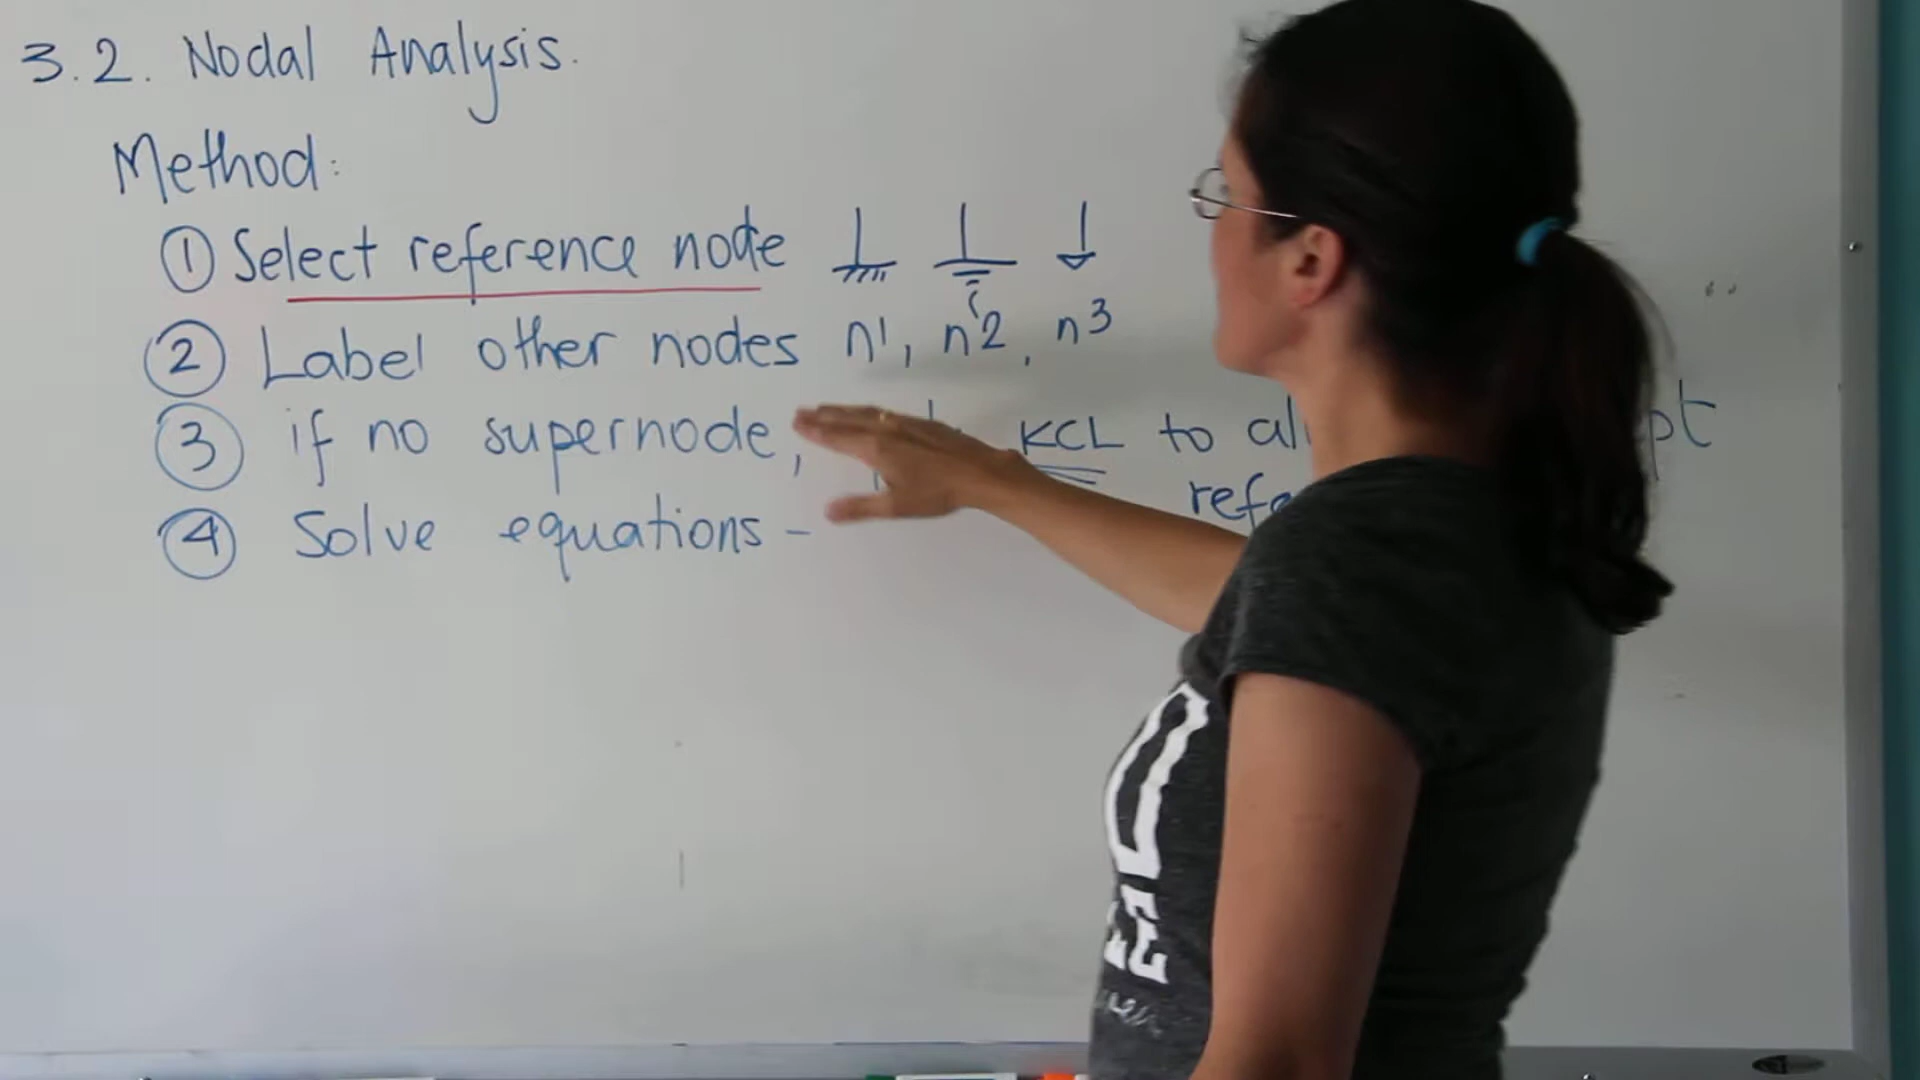 3.2. Nodal Analysis.
Method:
① Select reference node
② Label other nodes n1, n2, n3
③ if no supernode, KCL to
④ Solve equations -